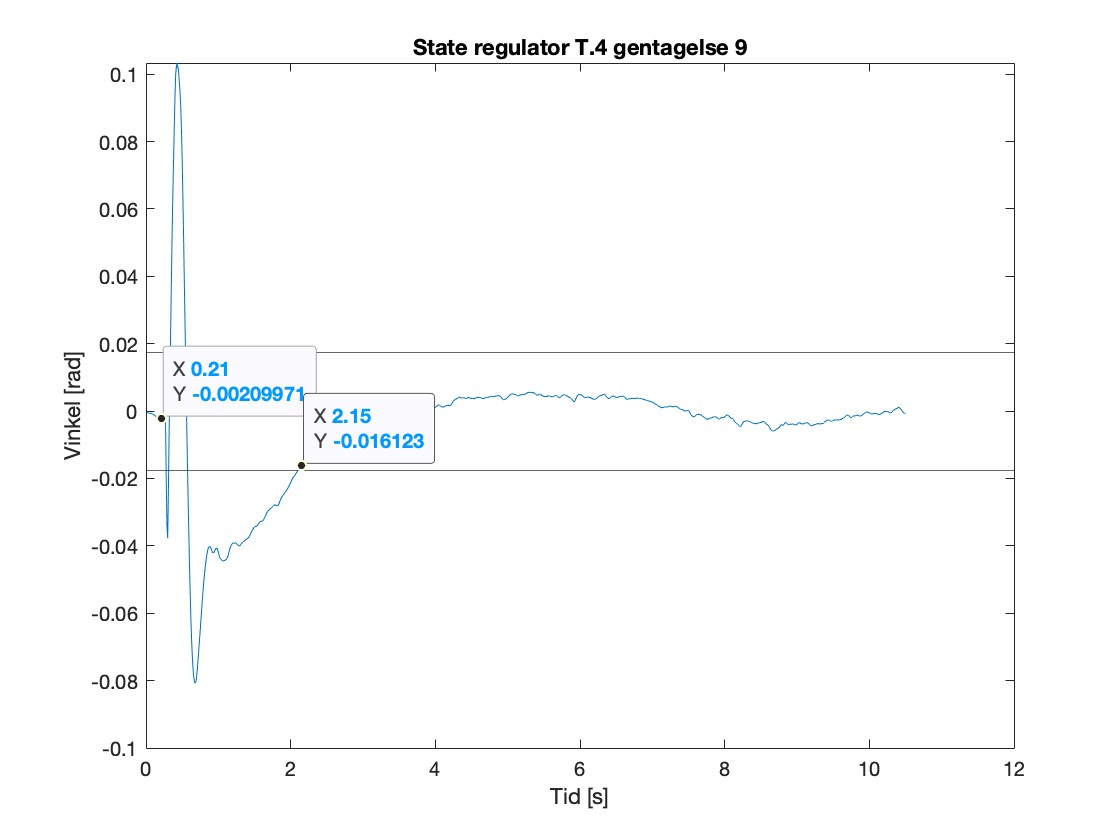 State regulator T.4 gentagelse 9
0.1
0.08
0.06
0.04
0.02
0
-0.02
-0.04
-0.06
-0.08
-0.1
Vinkel [rad]
X 0.21
Y -0.00209971
X 2.15
Y -0.016123
0 2 4 6 8 10 12
Tid [s]